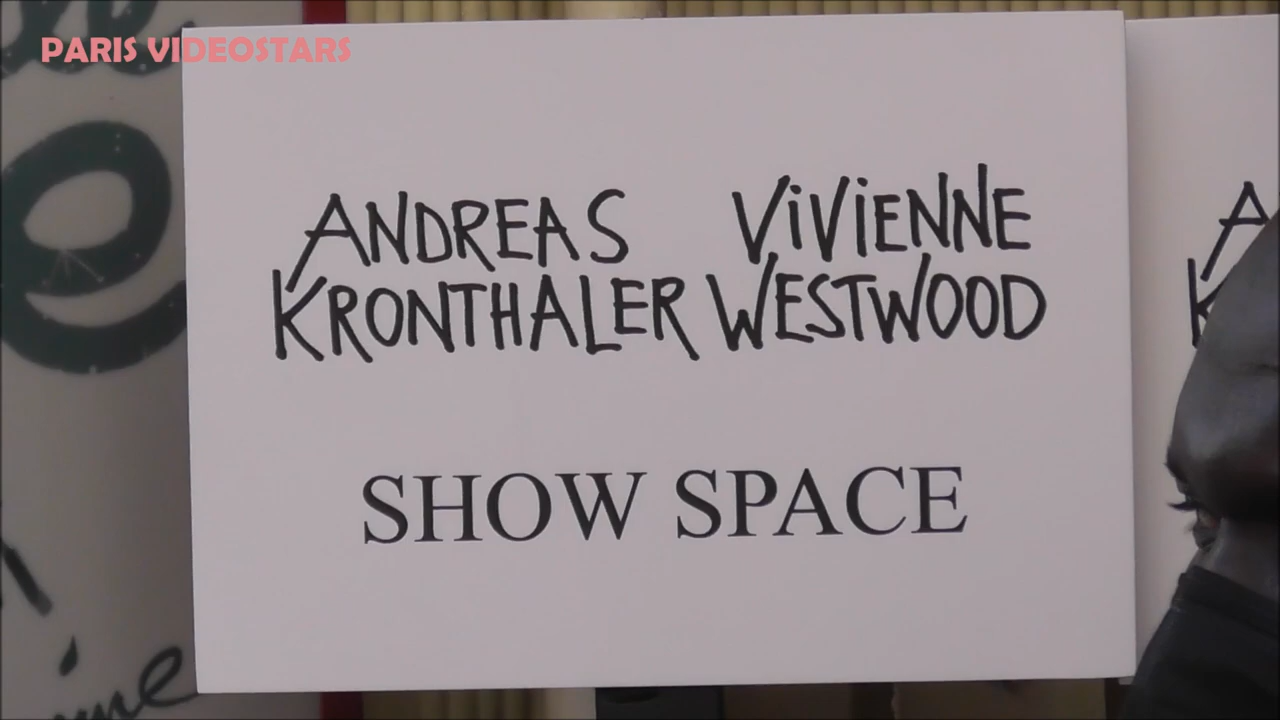 PARIS VIDEOSTARS
ANDREAS VIVIENNE
KRONTHALER WESTWOOD
SHOW SPACE